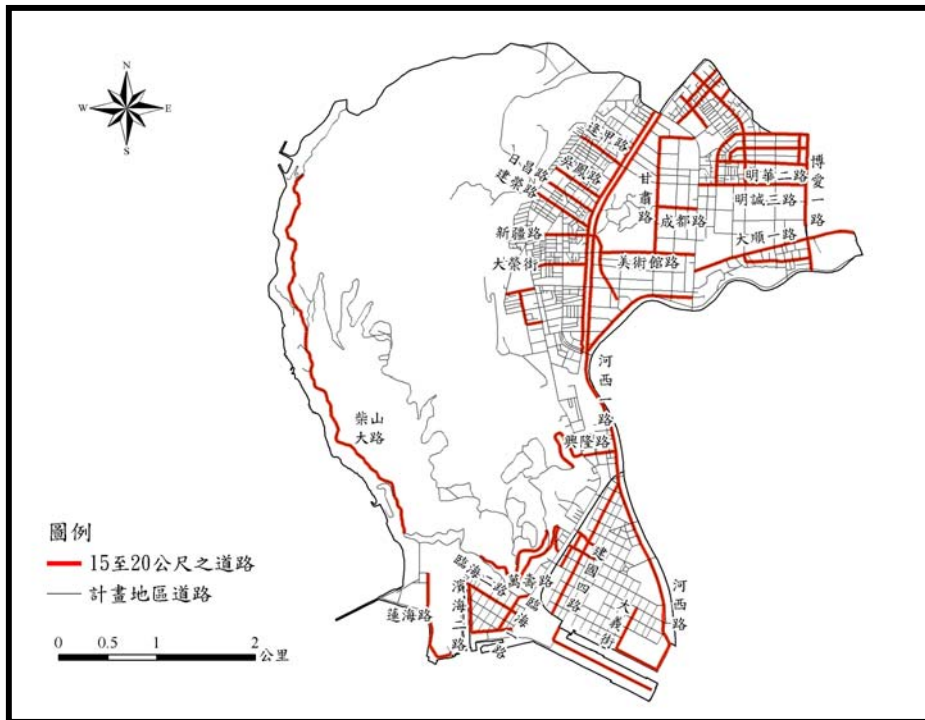 N
W
E
S
逢甲路
吳鳳路
日昌路
建榮路
甘肅路
博愛一路
明華二路
明誠三路
成都路
大順一路
新疆路
美術館路
大榮街
河西一路
柴山
大路
興隆路
圖例
15至20公尺之道路
計畫地區道路
臨海二路
萬壽路
建國四路
大義街
河西路
蓮海路
濱海二路
0 0.5 1 2
公里